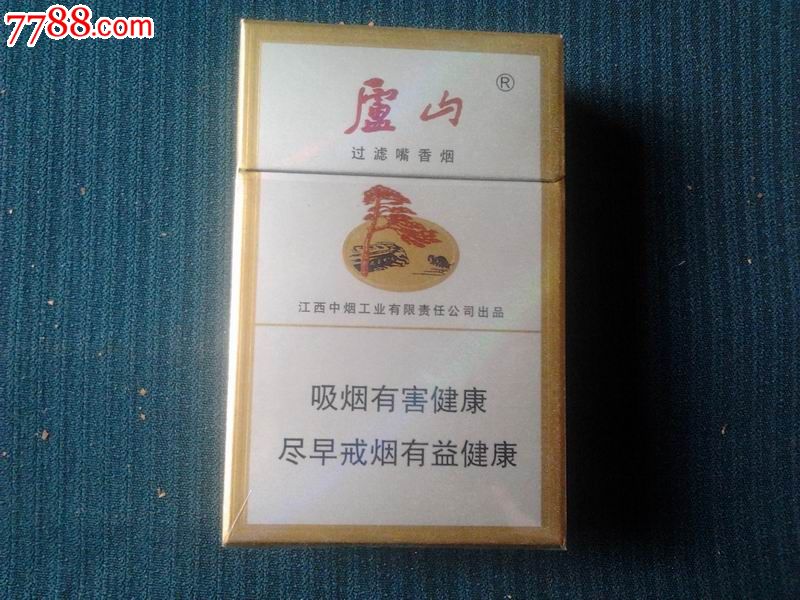 7788.com
廬山®
过滤嘴香烟
江西中烟工业有限责任公司出品
吸烟有害健康
尽早戒烟有益健康